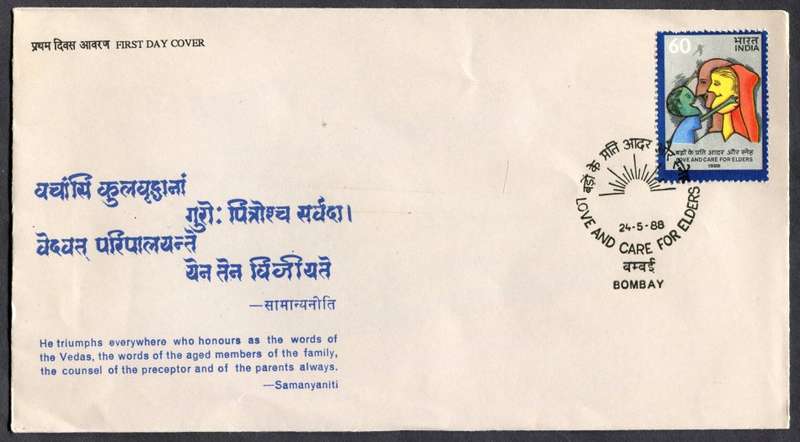 प्रथम दिवस आवरण FIRST DAY COVER
60
भारत
INDIA
बड़ों के प्रति आदर और स्नेह
LOVE AND CARE FOR ELDERS
1988
बड़ों के प्रति आदर और
LOVE AND CARE FOR ELDERS
24-5-88
बम्बई
BOMBAY
वचांसि कुलवृद्धानां
गुरोः पित्रोश्च सर्वदा।
वेदवत् परिपालयन्ते
येन तेन विजीयते
—सामान्यनीति
He triumphs everywhere who honours as the words of
the Vedas, the words of the aged members of the family,
the counsel of the preceptor and of the parents always.
—Samanyaniti